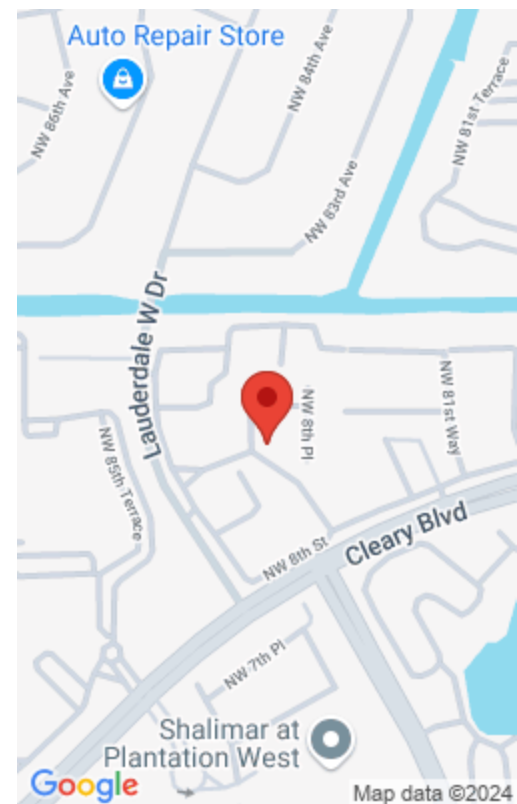 Auto Repair Store
NW 84th Ave
NW 86th Ave
NW 81st Terrace
NW 83rd Ave
Lauderdale W Dr
NW 8th Pl
NW 81st Way
NW 85th Terrace
Cleary Blvd
NW 8th St
NW 7th Pl
Shalimar at
Plantation West
Google
Map data ©2024